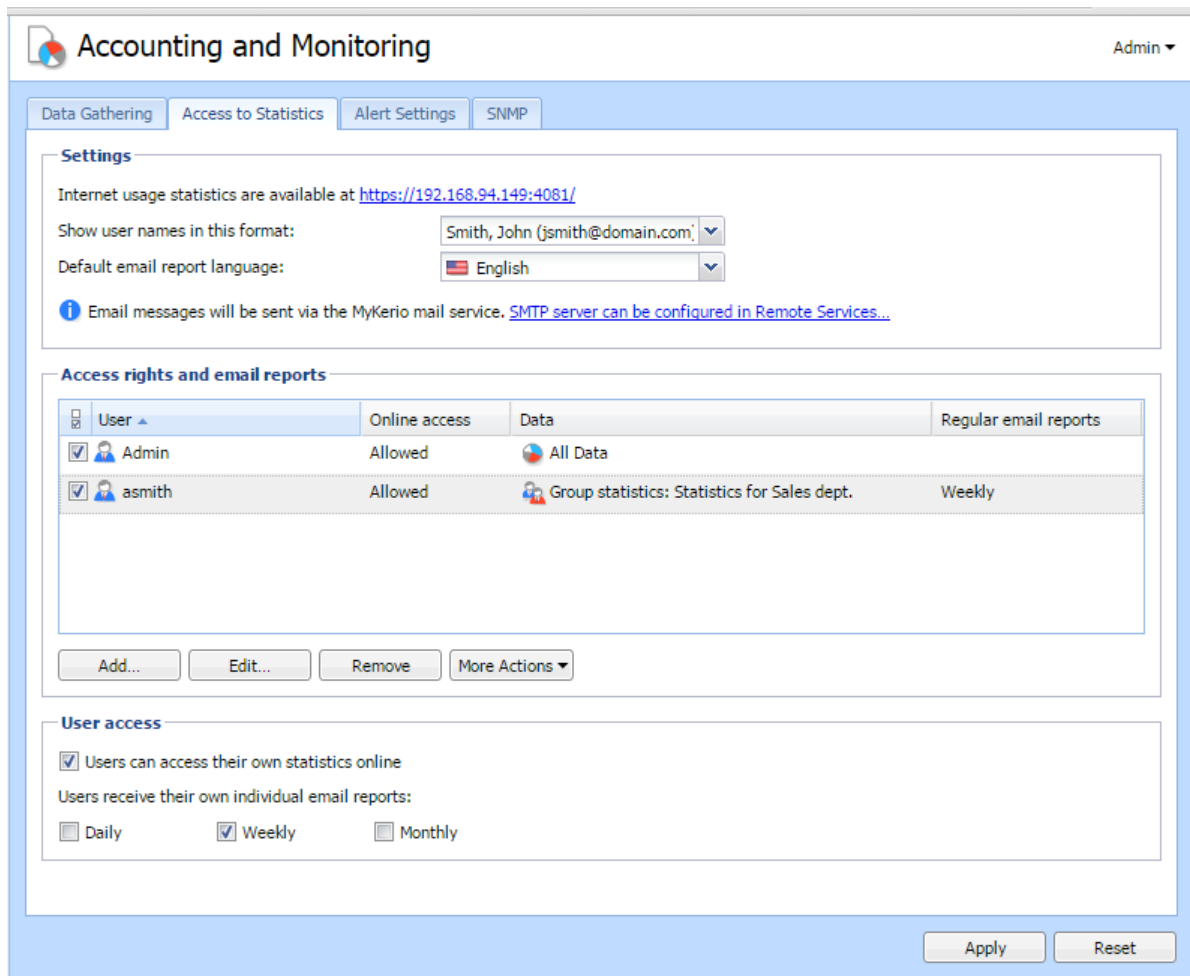 Accounting and Monitoring
Admin
Data Gathering
Access to Statistics
Alert Settings
SNMP
Settings
Internet usage statistics are available at https://192.168.94.149:4081/
Show user names in this format: Smith, John (jsmith@domain.com)
Default email report language: English
Email messages will be sent via the MyKerio mail service. SMTP server can be configured in Remote Services...
Access rights and email reports
User Online access Data Regular email reports
Admin Allowed All Data
asmith Allowed Group statistics: Statistics for Sales dept. Weekly
Add... Edit... Remove More Actions
User access
Users can access their own statistics online
Users receive their own individual email reports:
Daily Weekly Monthly
Apply Reset